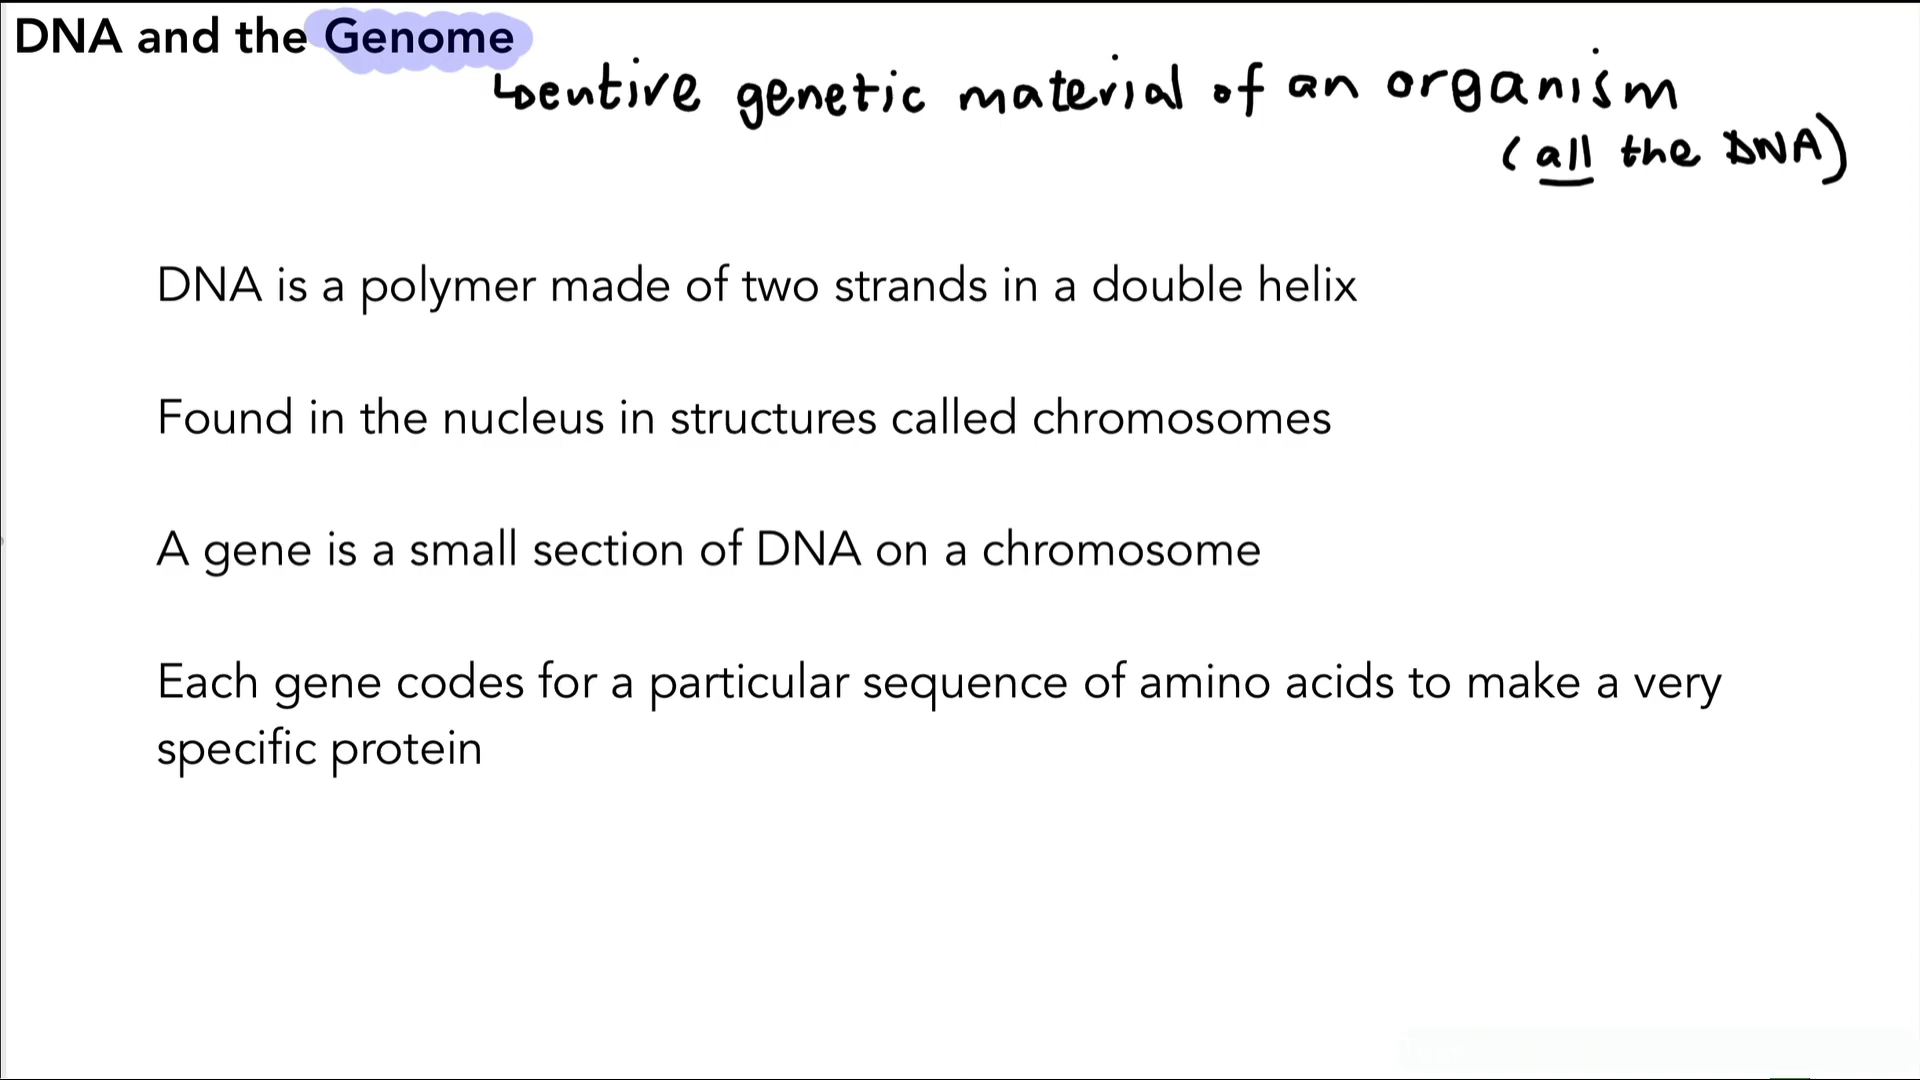 DNA and the Genome
↳entire genetic material of an organism
(all the DNA)
DNA is a polymer made of two strands in a double helix
Found in the nucleus in structures called chromosomes
A gene is a small section of DNA on a chromosome
Each gene codes for a particular sequence of amino acids to make a very
specific protein